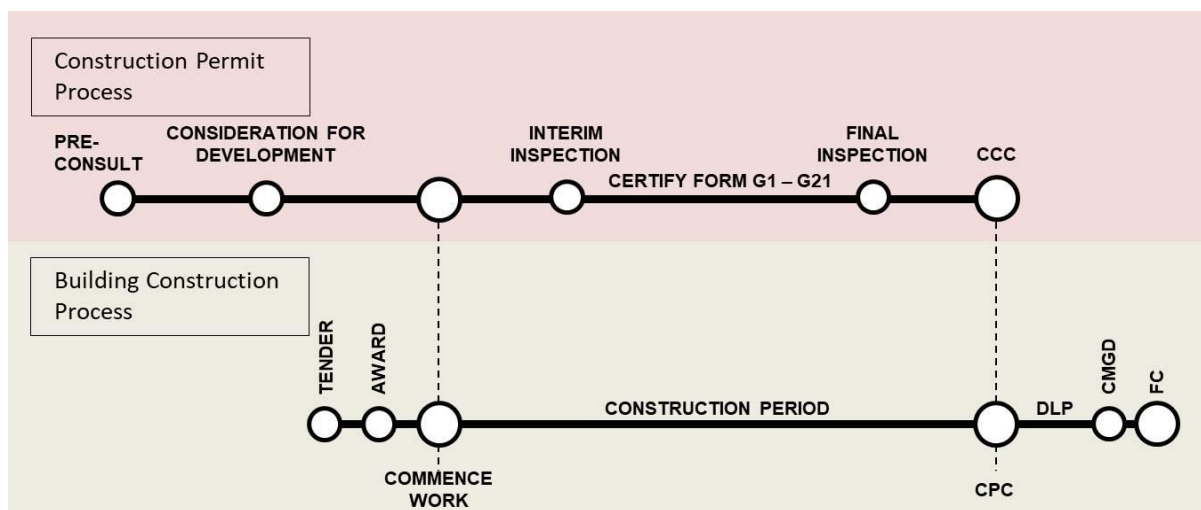 Construction Permit
Process
PRE-
CONSULT
CONSIDERATION FOR
DEVELOPMENT
INTERIM
INSPECTION
CERTIFY FORM G1 – G21
FINAL
INSPECTION
CCC
Building Construction
Process
TENDER
AWARD
COMMENCE
WORK
CONSTRUCTION PERIOD
CPC
DLP
CMGD
FC